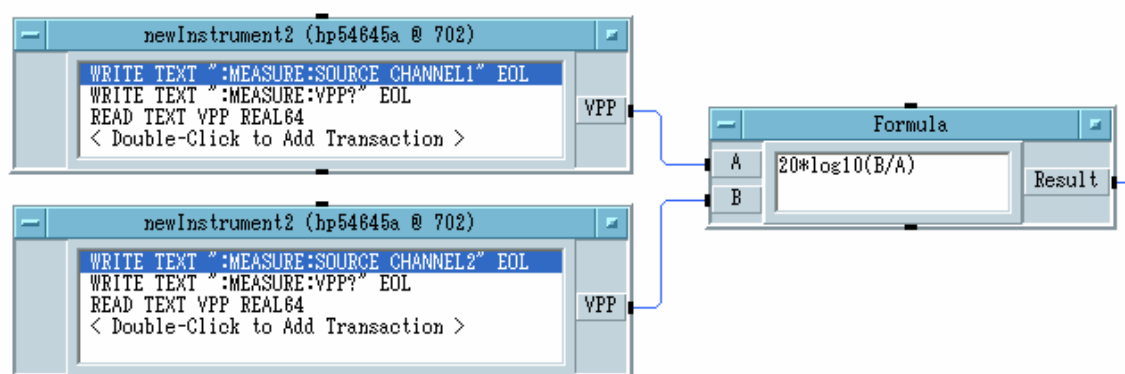 newInstrument2 (hp54645a @ 702)
WRITE TEXT ":MEASURE:SOURCE CHANNEL1" EOL
WRITE TEXT ":MEASURE:VPP?" EOL
READ TEXT VPP REAL64
< Double-Click to Add Transaction >
VPP
Formula
A
20*log10(B/A)
B
Result
newInstrument2 (hp54645a @ 702)
WRITE TEXT ":MEASURE:SOURCE CHANNEL2" EOL
WRITE TEXT ":MEASURE:VPP?" EOL
READ TEXT VPP REAL64
< Double-Click to Add Transaction >
VPP